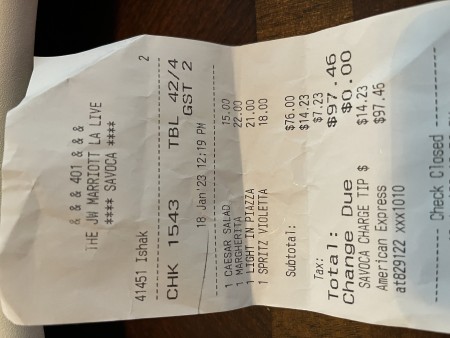 & & & 401 & & &
THE JW MARRIOTT LA LIVE
**** SAVOCA ****
41451 Ishak 2
CHK 1543 TBL 42/4
GST 2
18 Jan'23 12:19 PM
1 CAESAR SALAD 15.00
1 MARGHERITA 22.00
1 LIGHT IN PIAZZA 21.00
1 SPRITZ VIOLETTA 18.00
Subtotal: $76.00
$14.23
Tax: $7.23
Total: $97.46
Change Due $0.00
SAVOCA CHARGE TIP $ $14.23
American Express $97.46
at829122 xxx1010
---------- Check Closed ----------